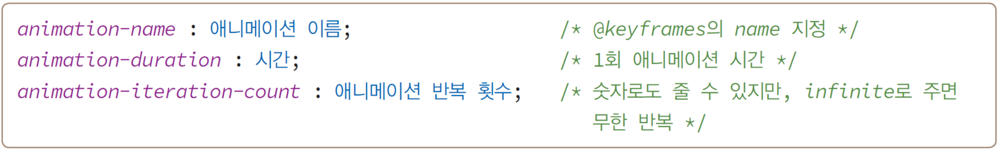 animation-name : 애니메이션 이름; /* @keyframes의 name 지정 */
animation-duration : 시간; /* 1회 애니메이션 시간 */
animation-iteration-count : 애니메이션 반복 횟수; /* 숫자로도 줄 수 있지만, infinite로 주면
무한 반복 */